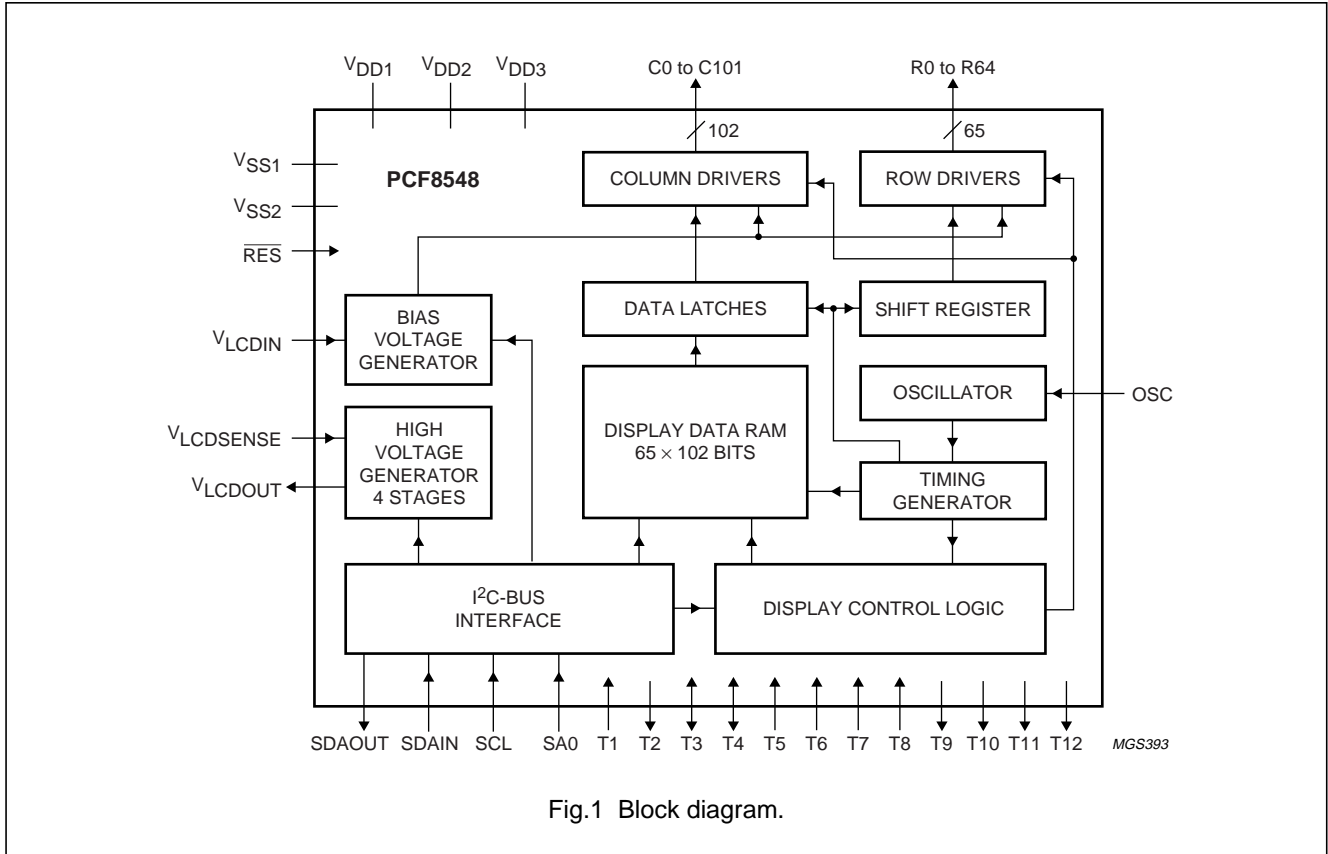 VDD1 VDD2 VDD3 C0 to C101 R0 to R64
102 65
VSS1
PCF8548
COLUMN DRIVERS
ROW DRIVERS
VSS2
RES
DATA LATCHES
SHIFT REGISTER
VLCDIN
BIAS
VOLTAGE
GENERATOR
OSCILLATOR
OSC
VLCDSENSE
VLCDOUT
HIGH
VOLTAGE
GENERATOR
4 STAGES
DISPLAY DATA RAM
65 × 102 BITS
TIMING
GENERATOR
I2C-BUS
INTERFACE
DISPLAY CONTROL LOGIC
SDAOUT SDAIN SCL SA0 T1 T2 T3 T4 T5 T6 T7 T8 T9 T10 T11 T12 MGS393
Fig.1 Block diagram.